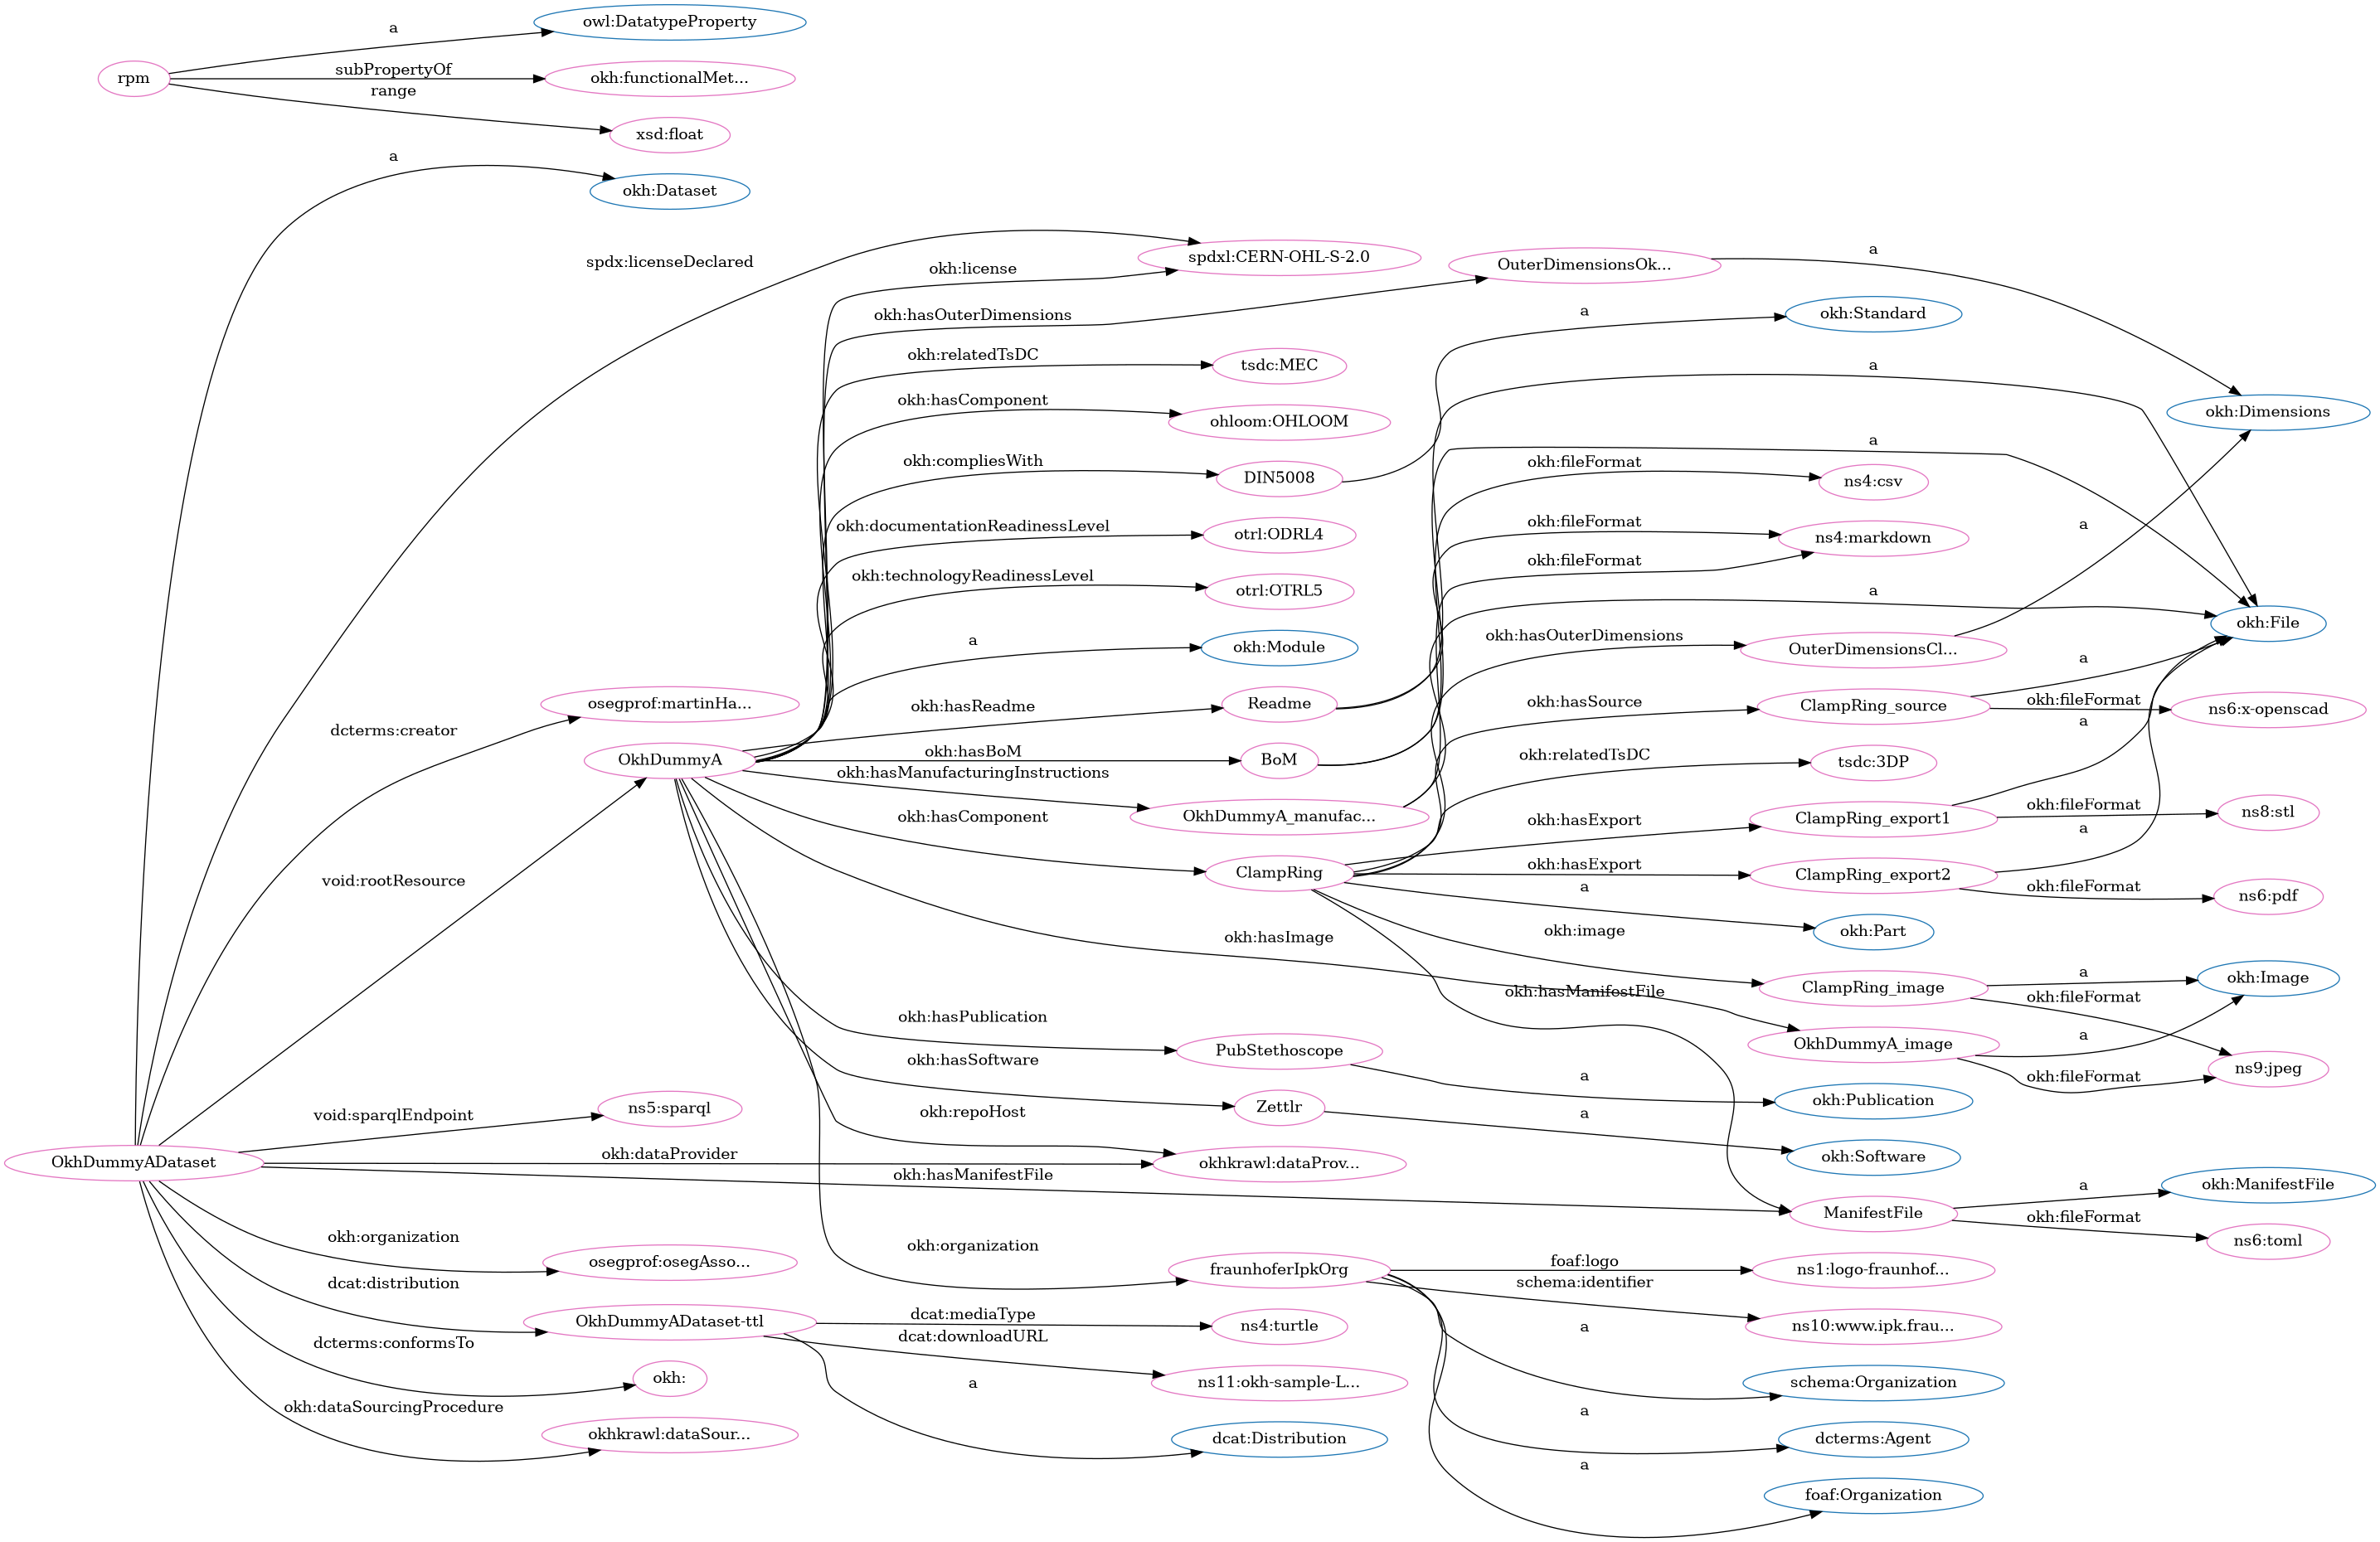 owl:DatatypeProperty
a
rpm
subPropertyOf
okh:functionalMet...
range
xsd:float
a
okh:Dataset
spdx:licenseDeclared
spdxl:CERN-OHL-S-2.0
okh:license
OuterDimensionsOk...
a
okh:hasOuterDimensions
a
okh:Standard
okh:relatedTsDC
tsdc:MEC
a
okh:hasComponent
ohloom:OHLOOM
okh:Dimensions
a
okh:compliesWith
DIN5008
okh:fileFormat
ns4:csv
okh:documentationReadinessLevel
otrl:ODRL4
okh:fileFormat
ns4:markdown
a
okh:fileFormat
okh:technologyReadinessLevel
otrl:OTRL5
a
okh:File
a
okh:Module
okh:hasOuterDimensions
OuterDimensionsCl...
a
osegprof:martinHa...
okh:hasReadme
Readme
okh:hasSource
ClampRing_source
okh:fileFormat
ns6:x-openscad
dcterms:creator
a
OkhDummyA
okh:hasBoM
BoM
okh:relatedTsDC
tsdc:3DP
okh:hasManufacturingInstructions
OkhDummyA_manufac...
okh:hasComponent
okh:hasExport
ClampRing_export1
okh:fileFormat
ns8:stl
a
void:rootResource
ClampRing
okh:hasExport
ClampRing_export2
okh:fileFormat
ns6:pdf
a
okh:Part
okh:hasImage
okh:image
a
okh:Image
okh:hasManifestFile
ClampRing_image
okh:fileFormat
okh:hasPublication
a
PubStethoscope
OkhDummyA_image
okh:hasSoftware
okh:fileFormat
ns9:jpeg
a
okh:Publication
void:sparqlEndpoint
ns5:sparql
okh:repoHost
Zettlr
a
okh:Software
OkhDummyADataset
okh:dataProvider
okhkrawl:dataProv...
okh:hasManifestFile
a
okh:ManifestFile
ManifestFile
okh:fileFormat
ns6:toml
okh:organization
okh:organization
osegprof:osegAsso...
fraunhoferIpkOrg
foaf:logo
ns1:logo-fraunhof...
dcat:distribution
schema:identifier
OkhDummyADataset-ttl
dcat:mediaType
ns4:turtle
ns10:www.ipk.frau...
dcterms:conformsTo
dcat:downloadURL
a
okh:
a
ns11:okh-sample-L...
schema:Organization
okh:dataSourcingProcedure
a
okhkrawl:dataSour...
dcat:Distribution
dcterms:Agent
a
foaf:Organization